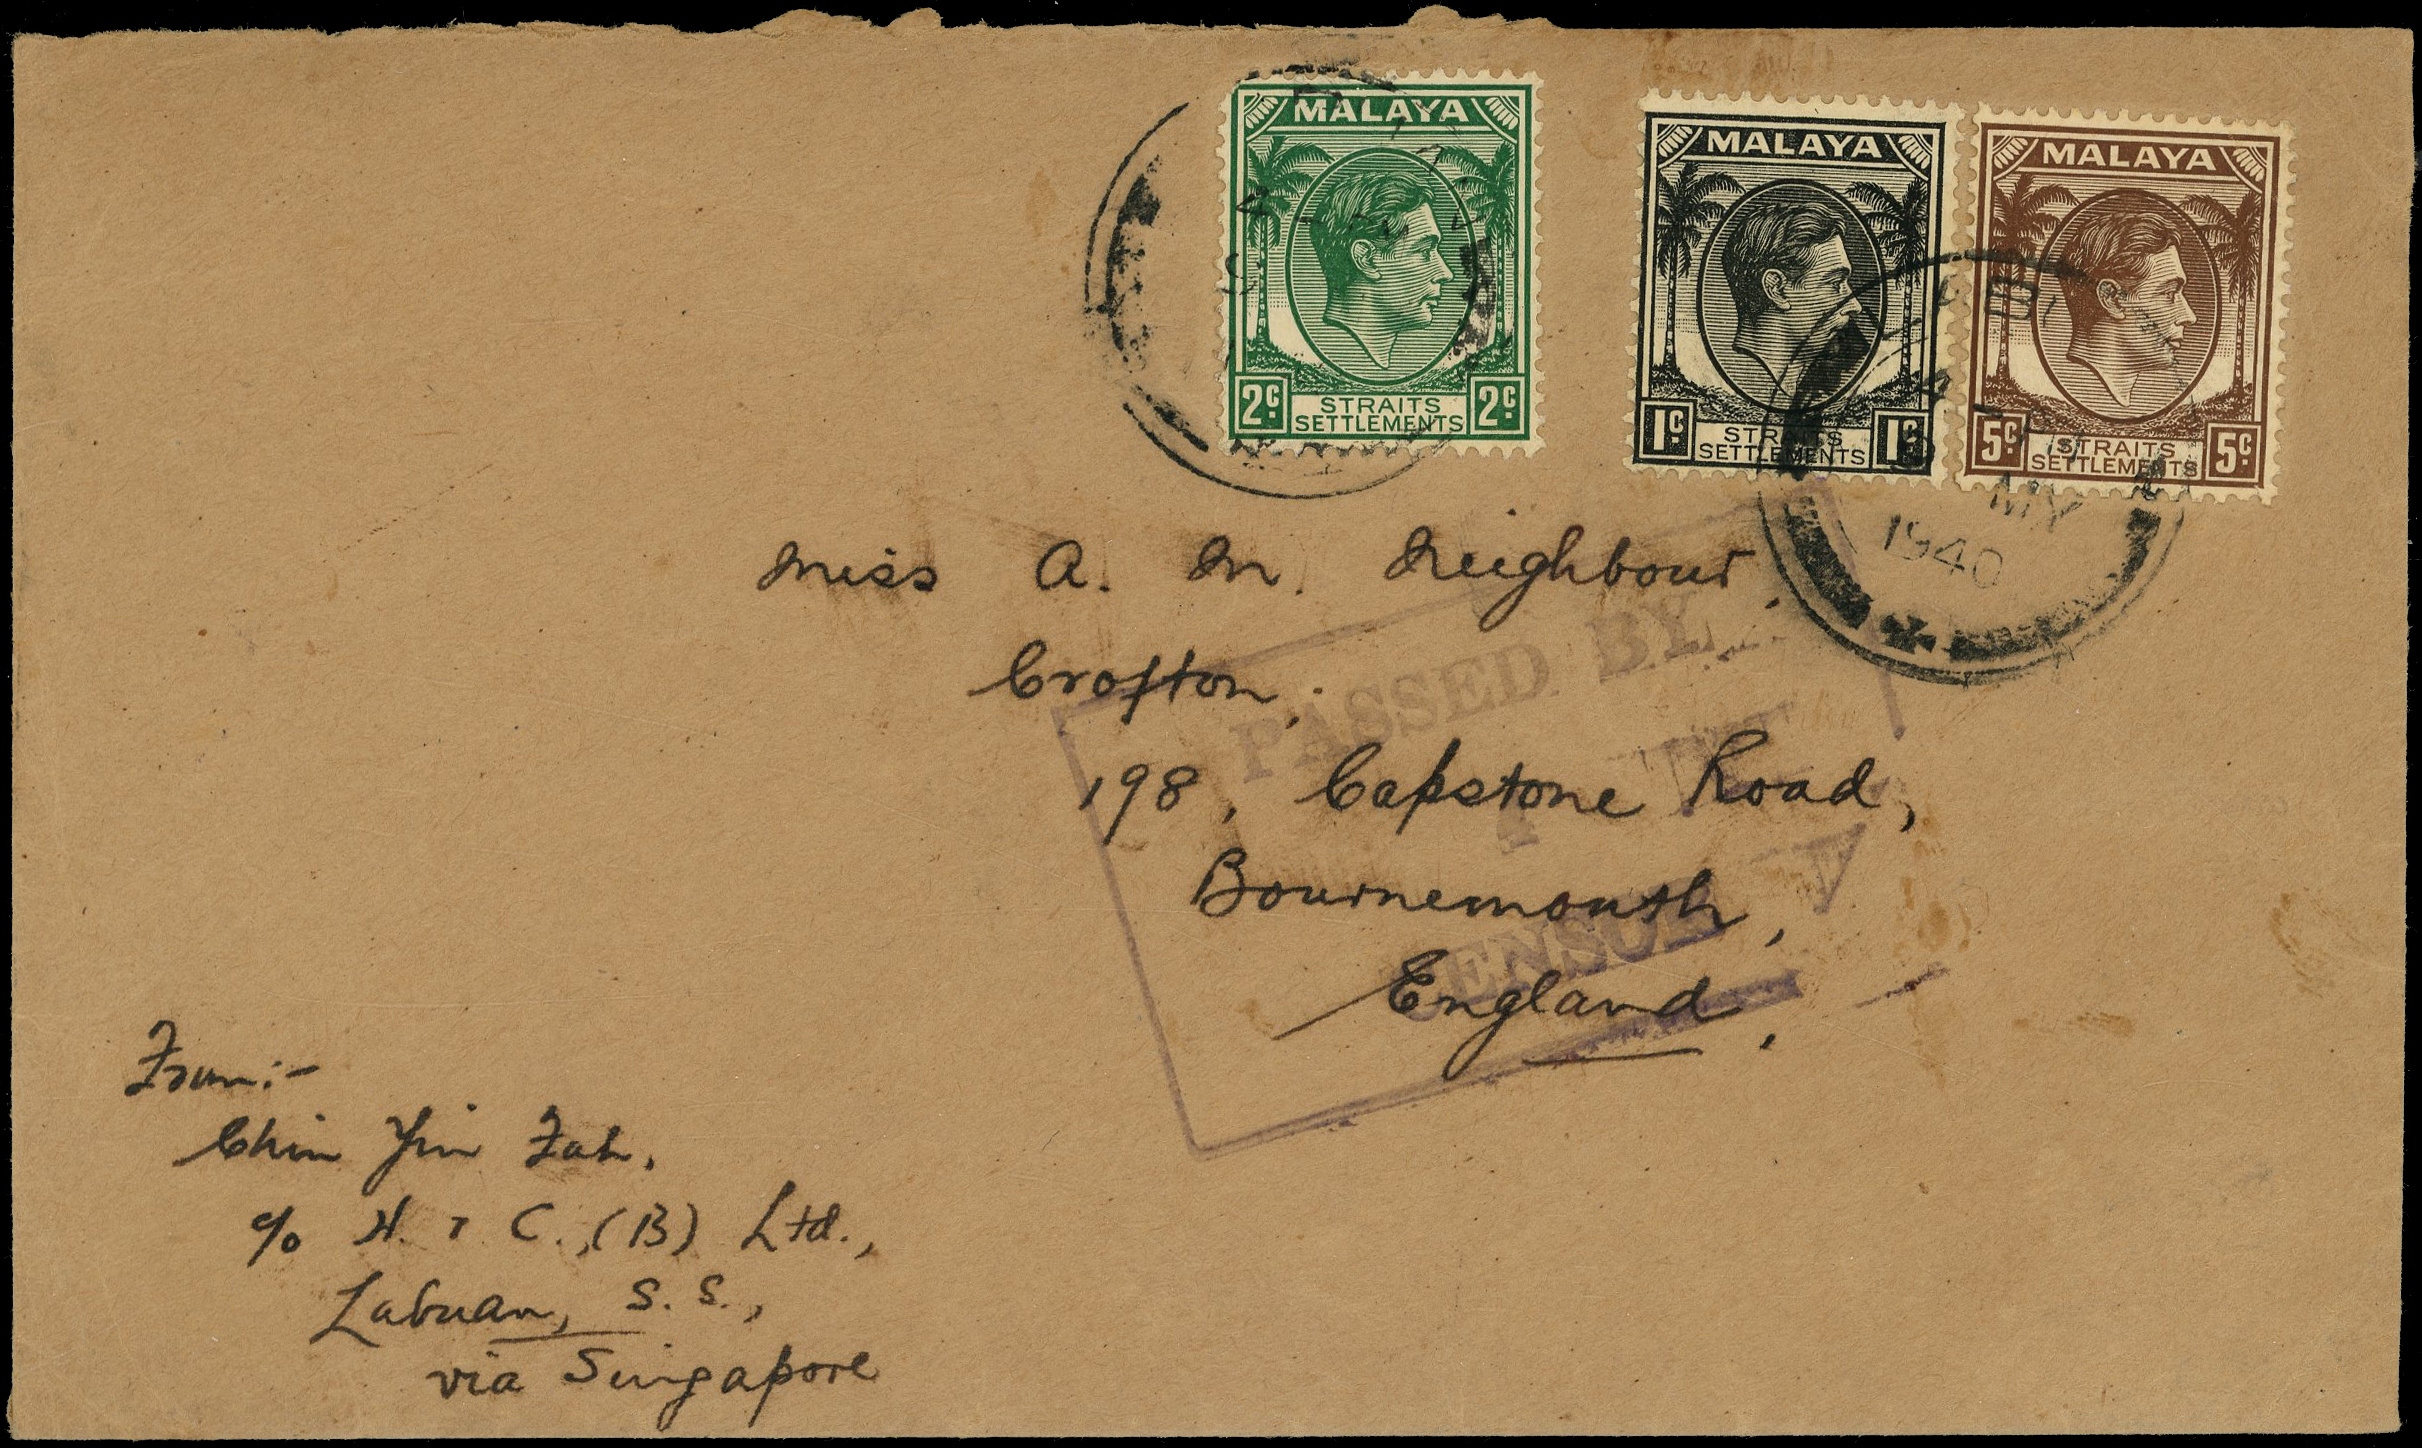 MALAYA
2c 2c
STRAITS
SETTLEMENTS
MALAYA
1c 1c
STRAITS
SETTLEMENTS
MALAYA
5c 5c
STRAITS
SETTLEMENTS
MY
1940
Miss A. M. Neighbour,
Crofton,
198, Capstone Road,
Bournemouth,
England,
PASSED BY
CENSOR
From:-
Chin Yin Fah,
c/o H. & C., (B) Ltd.,
Labuan, S.S.,
via Singapore